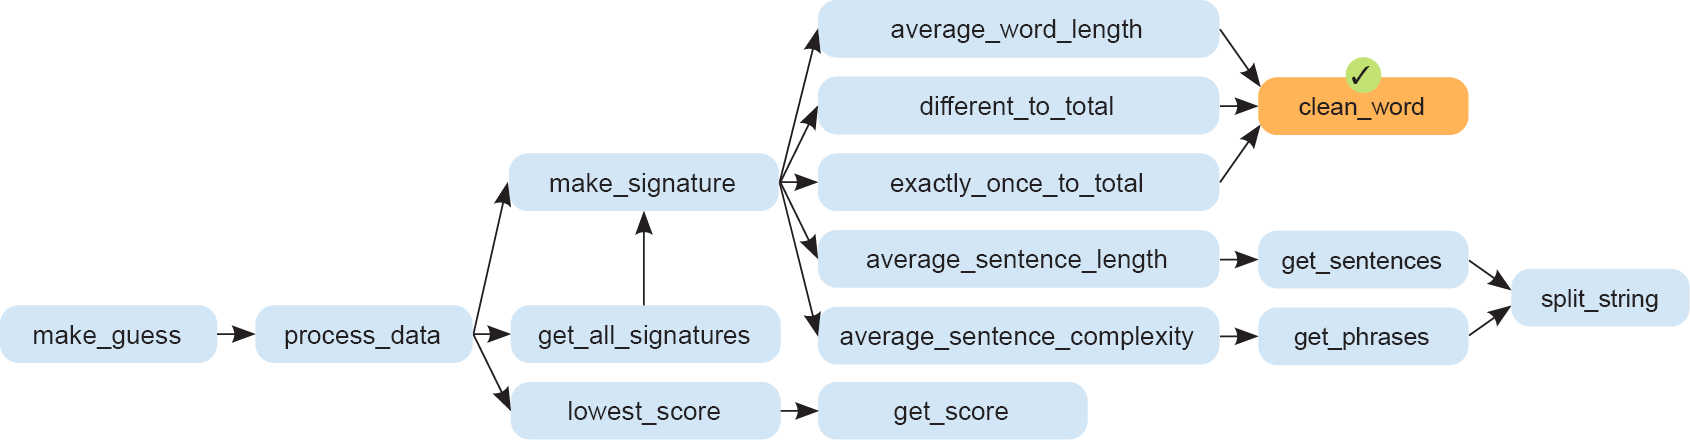 average_word_length
✓
different_to_total
clean_word
make_signature
exactly_once_to_total
average_sentence_length
get_sentences
split_string
make_guess
process_data
get_all_signatures
average_sentence_complexity
get_phrases
lowest_score
get_score